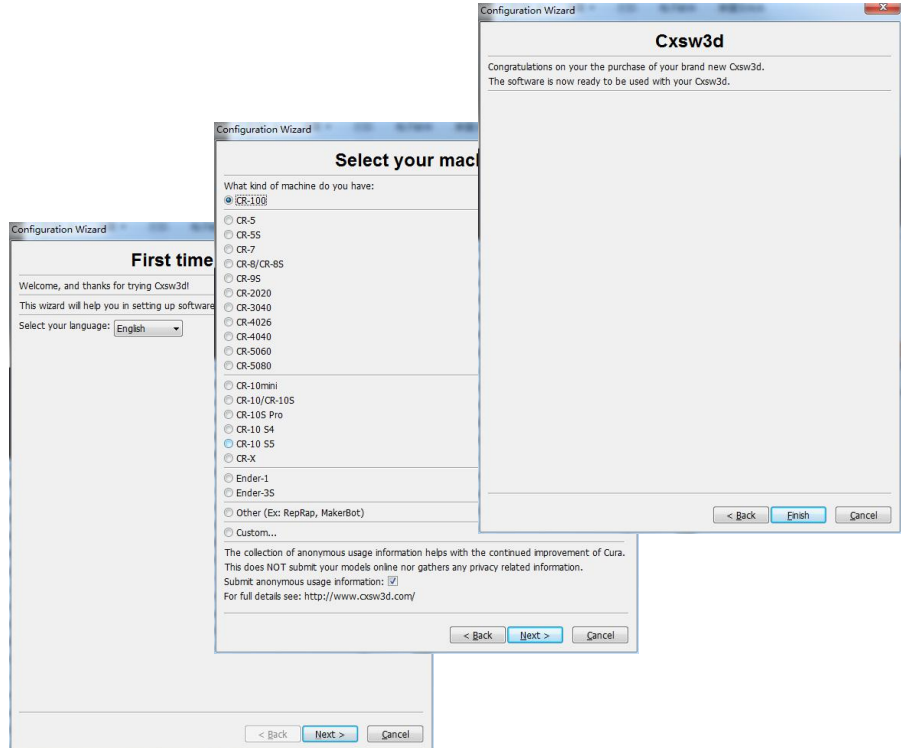 Configuration Wizard
First time
Welcome, and thanks for trying Cxsw3d!
This wizard will help you in setting up software
Select your language: English
< Back Next > Cancel
Configuration Wizard
Select your mac
What kind of machine do you have:
CR-100
CR-5
CR-5S
CR-7
CR-8/CR-8S
CR-9S
CR-2020
CR-3040
CR-4026
CR-4040
CR-5060
CR-5080
CR-10mini
CR-10/CR-10S
CR-10S Pro
CR-10 S4
CR-10 S5
CR-X
Ender-1
Ender-3S
Other (Ex: RepRap, MakerBot)
Custom...
The collection of anonymous usage information helps with the continued improvement of Cura.
This does NOT submit your models online nor gathers any privacy related information.
Submit anonymous usage information:
For full details see: http://www.cxsw3d.com/
< Back Next > Cancel
Configuration Wizard
Cxsw3d
Congratulations on your the purchase of your brand new Cxsw3d.
The software is now ready to be used with your Cxsw3d.
< Back Finish Cancel